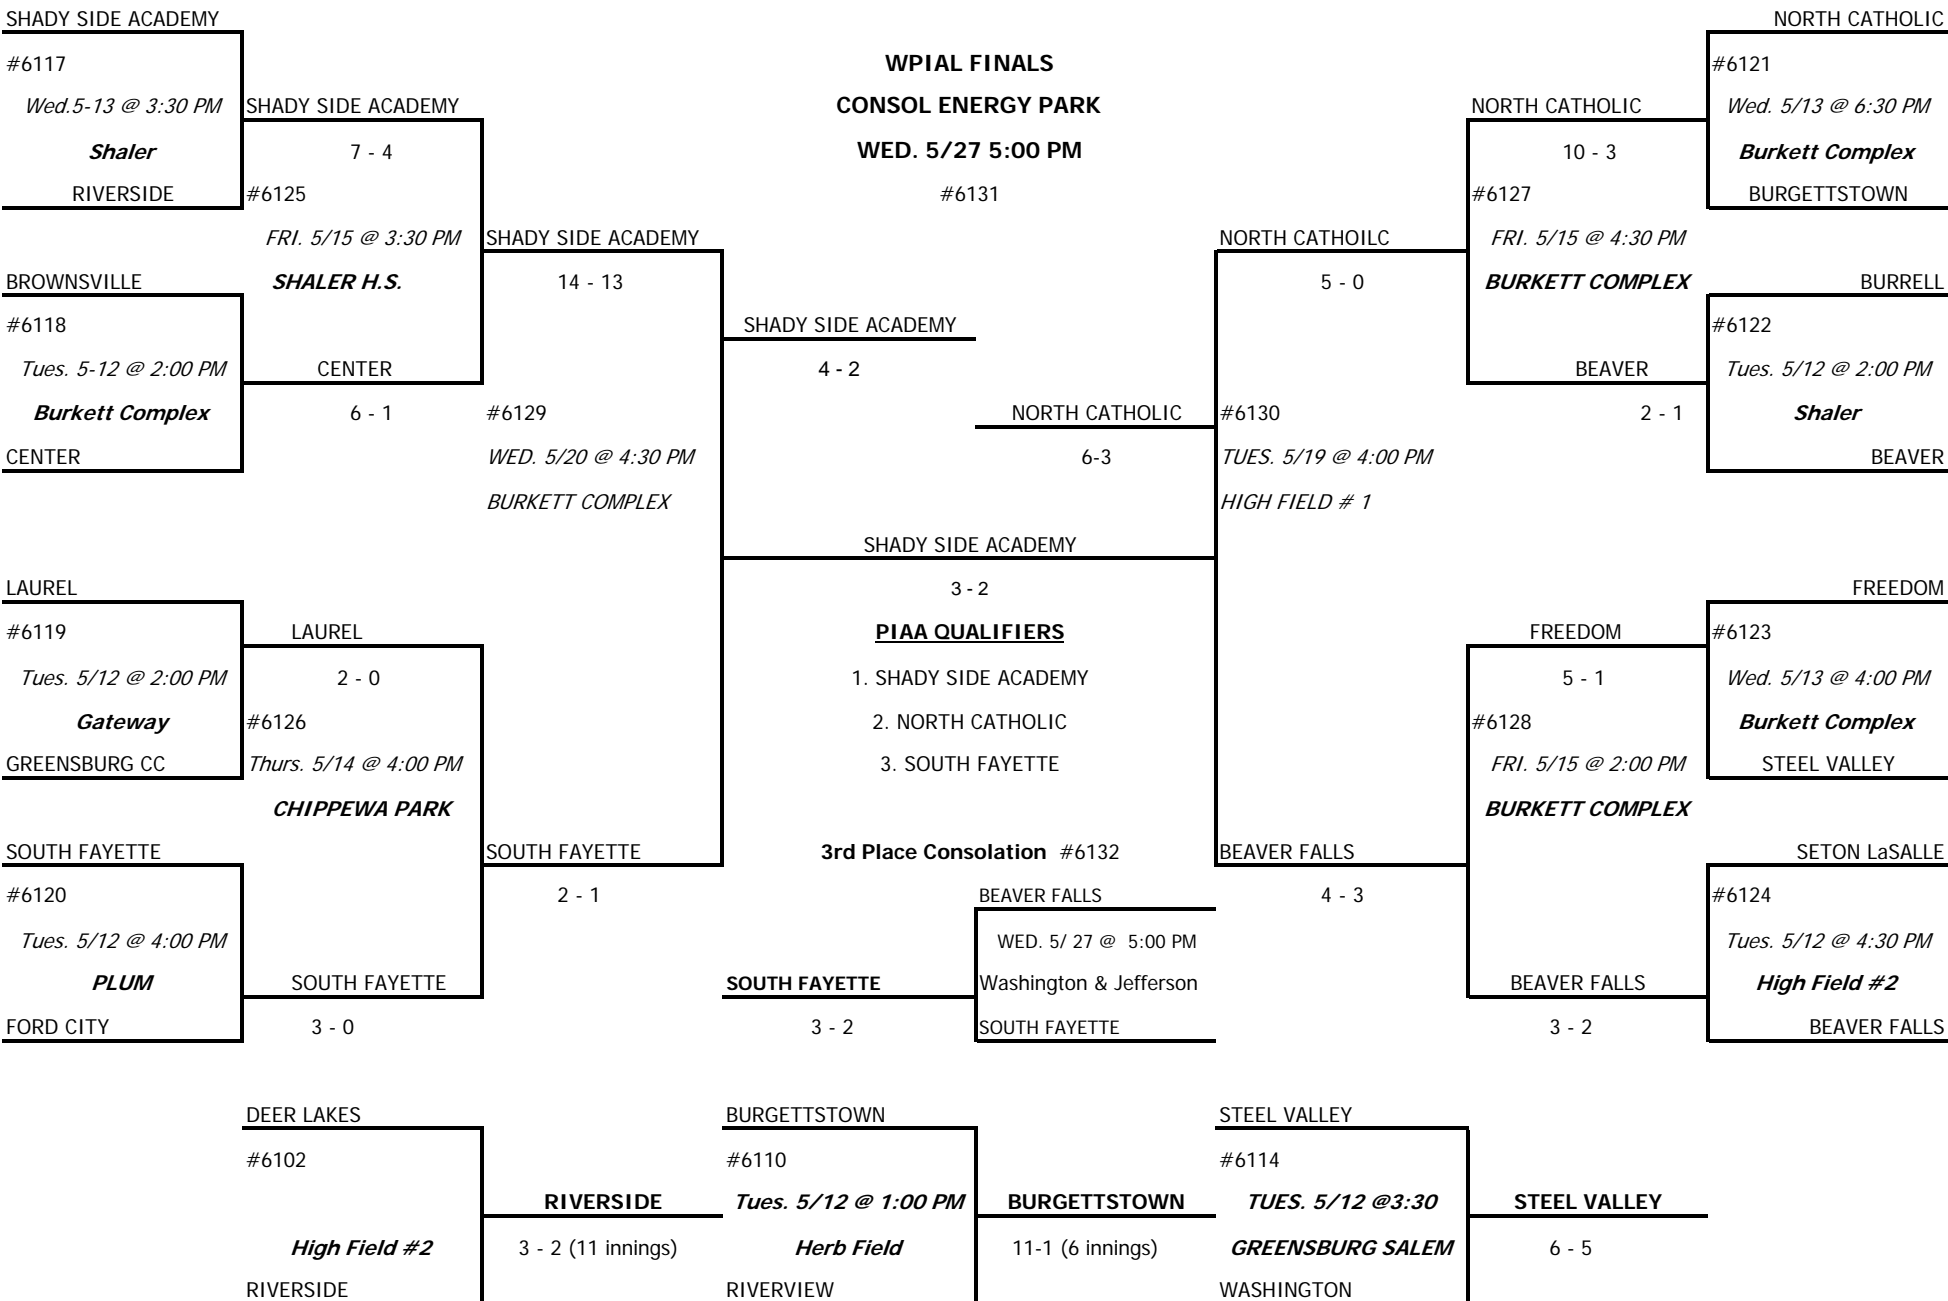 SHADY SIDE ACADEMY NORTH CATHOLIC
#6117 WPIAL FINALS #6121
Wed.5-13 @ 3:30 PM SHADY SIDE ACADEMY CONSOL ENERGY PARK NORTH CATHOLIC Wed. 5/13 @ 6:30 PM
Shaler 7 - 4 WED. 5/27 5:00 PM 10 - 3 Burkett Complex
RIVERSIDE #6125 #6131 #6127 BURGETTSTOWN
FRI. 5/15 @ 3:30 PM SHADY SIDE ACADEMY NORTH CATHOILC FRI. 5/15 @ 4:30 PM
BROWNSVILLE SHALER H.S. 14 - 13 5 - 0 BURKETT COMPLEX BURRELL
#6118 SHADY SIDE ACADEMY #6122
Tues. 5-12 @ 2:00 PM CENTER 4 - 2 BEAVER Tues. 5/12 @ 2:00 PM
Burkett Complex 6 - 1 #6129 NORTH CATHOLIC #6130 2 - 1 Shaler
CENTER WED. 5/20 @ 4:30 PM 6-3 TUES. 5/19 @ 4:00 PM BEAVER
BURKETT COMPLEX HIGH FIELD # 1
SHADY SIDE ACADEMY
LAUREL 3 - 2 FREEDOM
#6119 LAUREL PIAA QUALIFIERS FREEDOM #6123
Tues. 5/12 @ 2:00 PM 2 - 0 1. SHADY SIDE ACADEMY 5 - 1 Wed. 5/13 @ 4:00 PM
Gateway #6126 2. NORTH CATHOLIC #6128 Burkett Complex
GREENSBURG CC Thurs. 5/14 @ 4:00 PM 3. SOUTH FAYETTE FRI. 5/15 @ 2:00 PM STEEL VALLEY
CHIPPEWA PARK BURKETT COMPLEX
SOUTH FAYETTE SOUTH FAYETTE 3rd Place Consolation #6132 BEAVER FALLS SETON LaSALLE
#6120 2 - 1 BEAVER FALLS 4 - 3 #6124
Tues. 5/12 @ 4:00 PM WED. 5/ 27 @ 5:00 PM Tues. 5/12 @ 4:30 PM
PLUM SOUTH FAYETTE SOUTH FAYETTE Washington & Jefferson BEAVER FALLS High Field #2
FORD CITY 3 - 0 3 - 2 SOUTH FAYETTE 3 - 2 BEAVER FALLS
DEER LAKES BURGETTSTOWN STEEL VALLEY
#6102 #6110 #6114
RIVERSIDE Tues. 5/12 @ 1:00 PM BURGETTSTOWN TUES. 5/12 @3:30 STEEL VALLEY
High Field #2 3 - 2 (11 innings) Herb Field 11-1 (6 innings) GREENSBURG SALEM 6 - 5
RIVERSIDE RIVERVIEW WASHINGTON